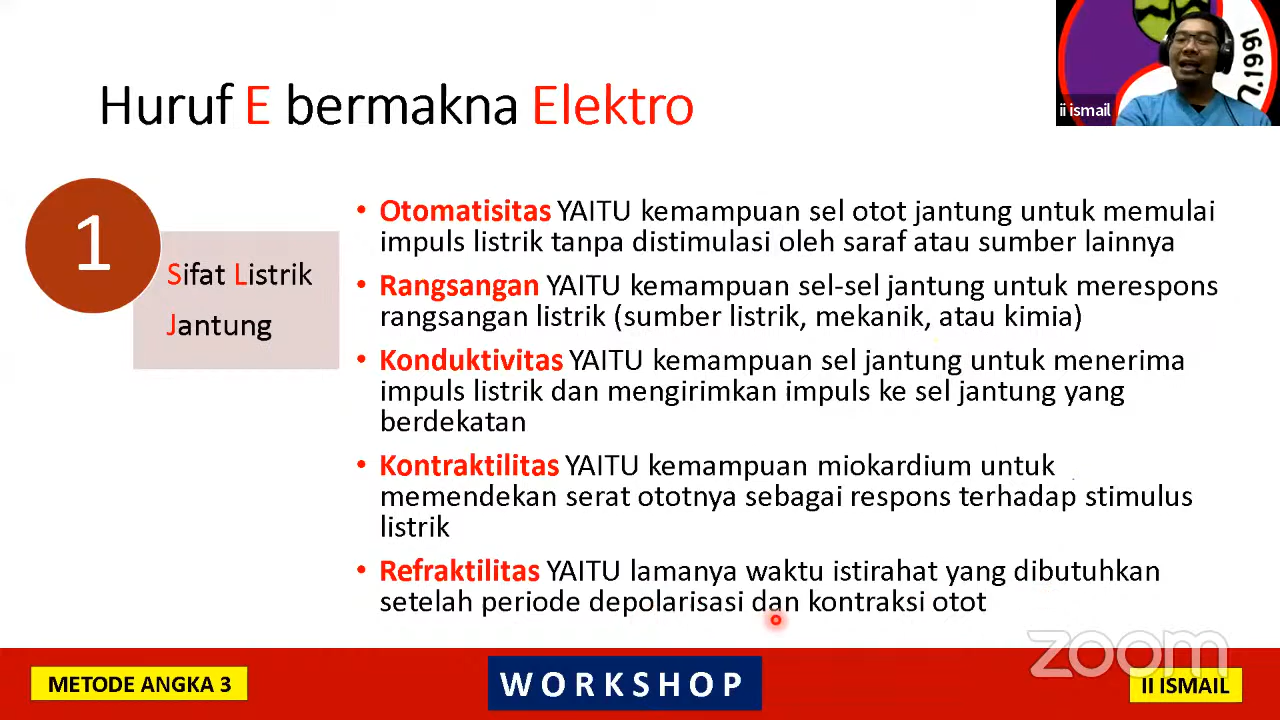 Huruf E bermakna Elektro
ii ismail
1
Sifat Listrik
Jantung
• Otomatisitas YAITU kemampuan sel otot jantung untuk memulai
impuls listrik tanpa distimulasi oleh saraf atau sumber lainnya
• Rangsangan YAITU kemampuan sel-sel jantung untuk merespons
rangsangan listrik (sumber listrik, mekanik, atau kimia)
• Konduktivitas YAITU kemampuan sel jantung untuk menerima
impuls listrik dan mengirimkan impuls ke sel jantung yang
berdekatan
• Kontraktilitas YAITU kemampuan miokardium untuk
memendekan serat ototnya sebagai respons terhadap stimulus
listrik
• Refraktilitas YAITU lamanya waktu istirahat yang dibutuhkan
setelah periode depolarisasi dan kontraksi otot
zoom
METODE ANGKA 3
WORKSHOP
II ISMAIL